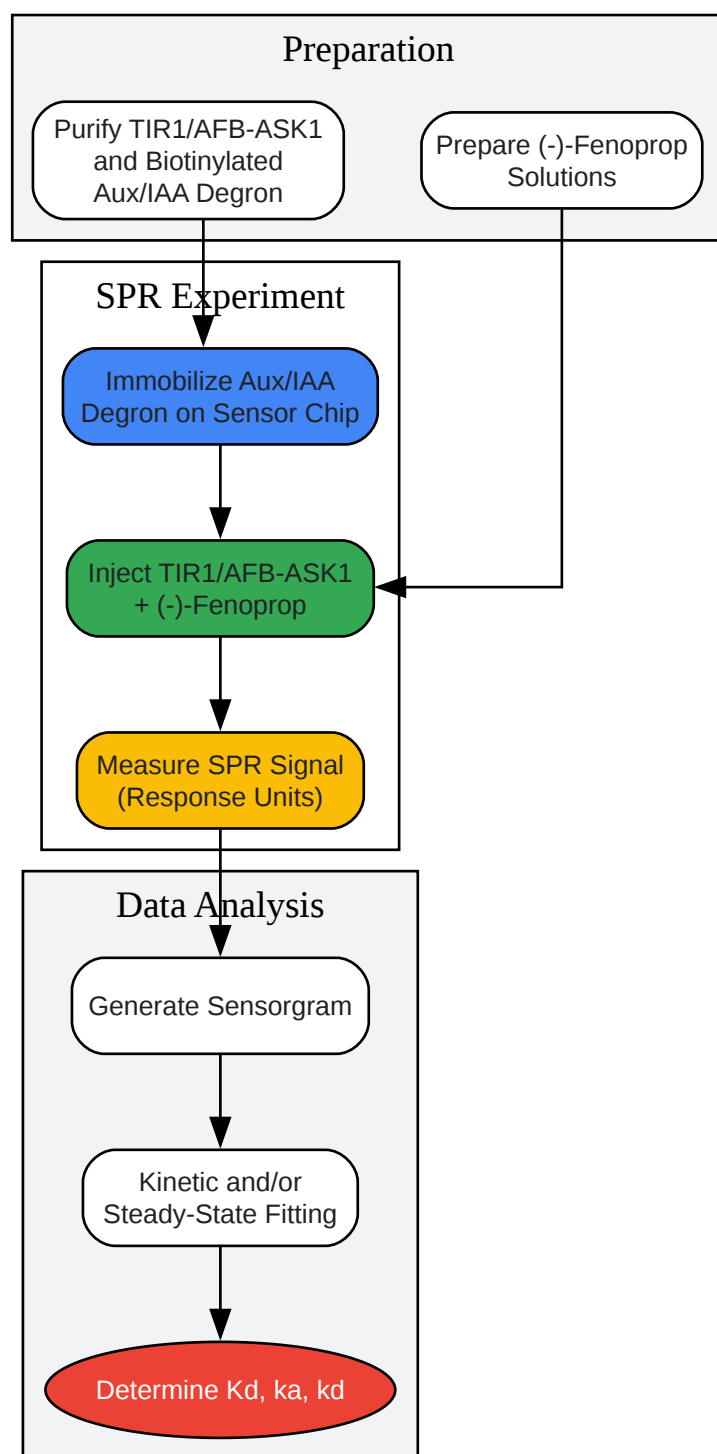 Preparation
Purify TIR1/AFB-ASK1
and Biotinylated
Aux/IAA Degron
Prepare (-)-Fenoprop
Solutions
SPR Experiment
Immobilize Aux/IAA
Degron on Sensor Chip
Inject TIR1/AFB-ASK1
+ (-)-Fenoprop
Measure SPR Signal
(Response Units)
Data Analysis
Generate Sensorgram
Kinetic and/or
Steady-State Fitting
Determine Kd, ka, kd